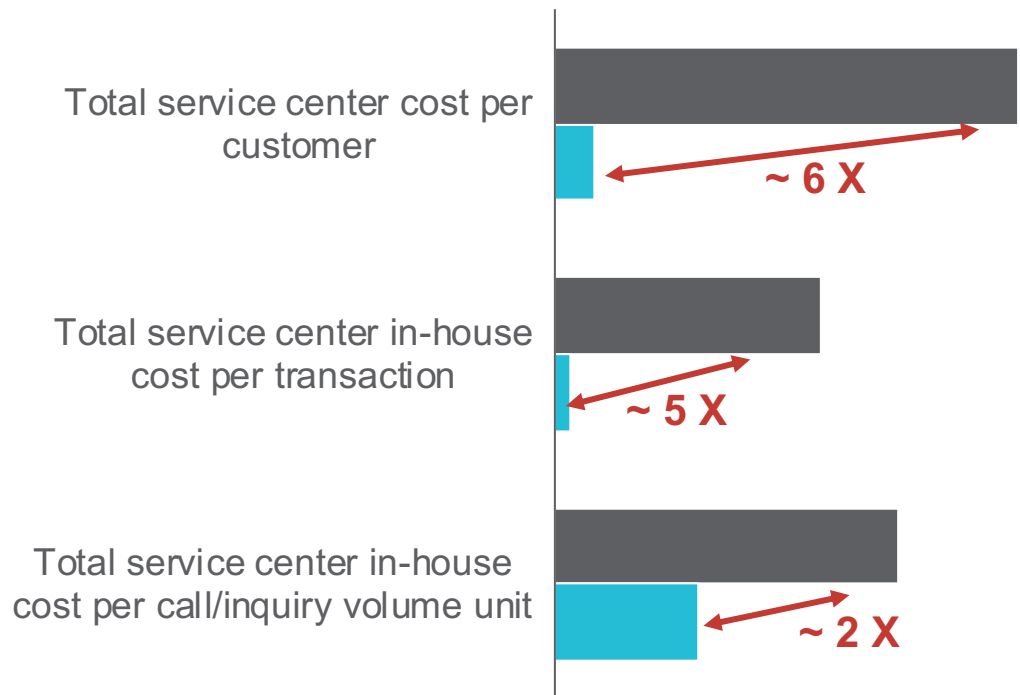 Total service center cost per
customer
~ 6 X
Total service center in-house
cost per transaction
~ 5 X
Total service center in-house
cost per call/inquiry volume unit
~ 2 X